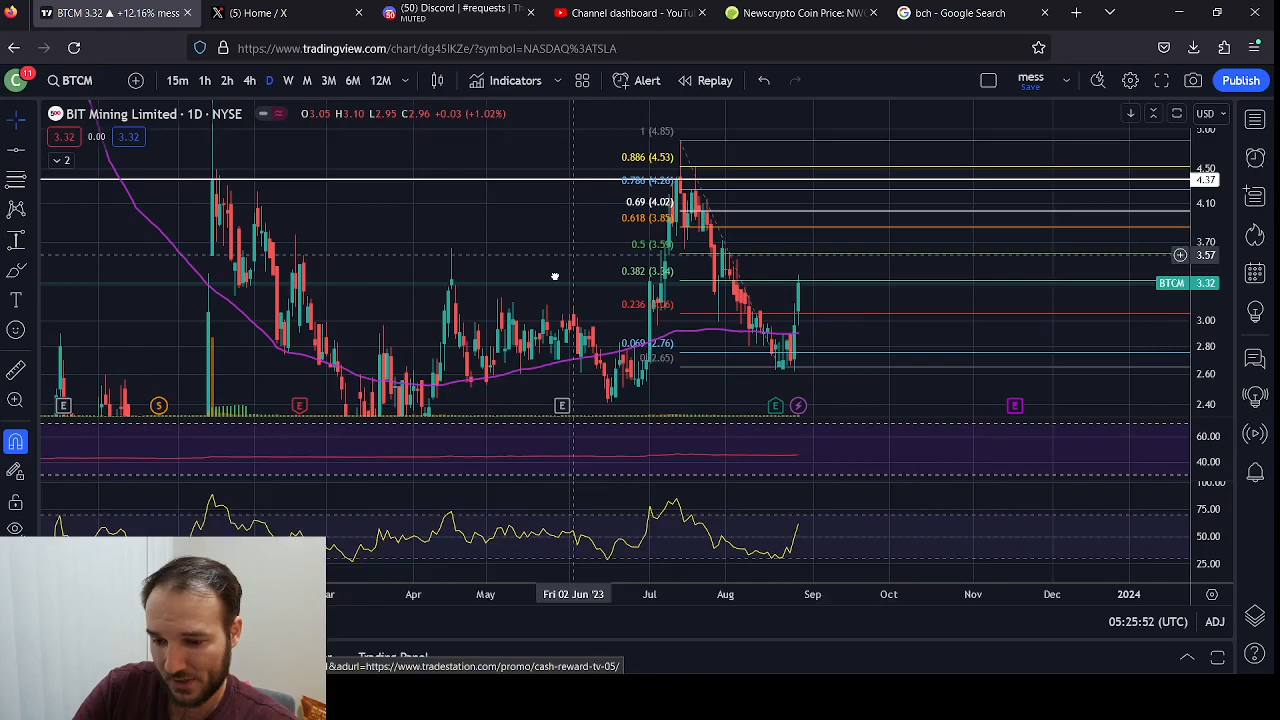 BTCM 3.32 ▲ +12.16% mess
(5) Home / X
(50) Discord | #requests | Th
MUTED
Channel dashboard - YouTu
Newscrypto Coin Price: NWC
bch - Google Search
https://www.tradingview.com/chart/dg45lKZe/?symbol=NASDAQ%3ATSLA
C
11
BTCM
15m 1h 2h 4h D W M 3M 6M 12M
Indicators
Alert
Replay
mess
Save
Publish
BIT Mining Limited · 1D · NYSE
O3.05 H3.10 L2.95 C2.96 +0.03 (+1.02%)
USD
3.32 0.00 3.32
2
1 (4.85)
0.886 (4.53)
0.786 (4.26)
0.69 (4.02)
0.618 (3.85)
0.5 (3.59)
0.382 (3.34)
0.069 (2.76)
0 (2.65)
5.00
4.50
4.37
4.10
3.70
3.57
BTCM 3.32
3.00
2.80
2.60
2.40
E S E E E E
60.00
40.00
100.00
75.00
50.00
25.00
Apr May Fri 02 Jun '23 Jul Aug Sep Oct Nov Dec 2024
05:25:52 (UTC) ADJ
Trading Panel
&adurl=https://www.tradestation.com/promo/cash-reward-tv-05/